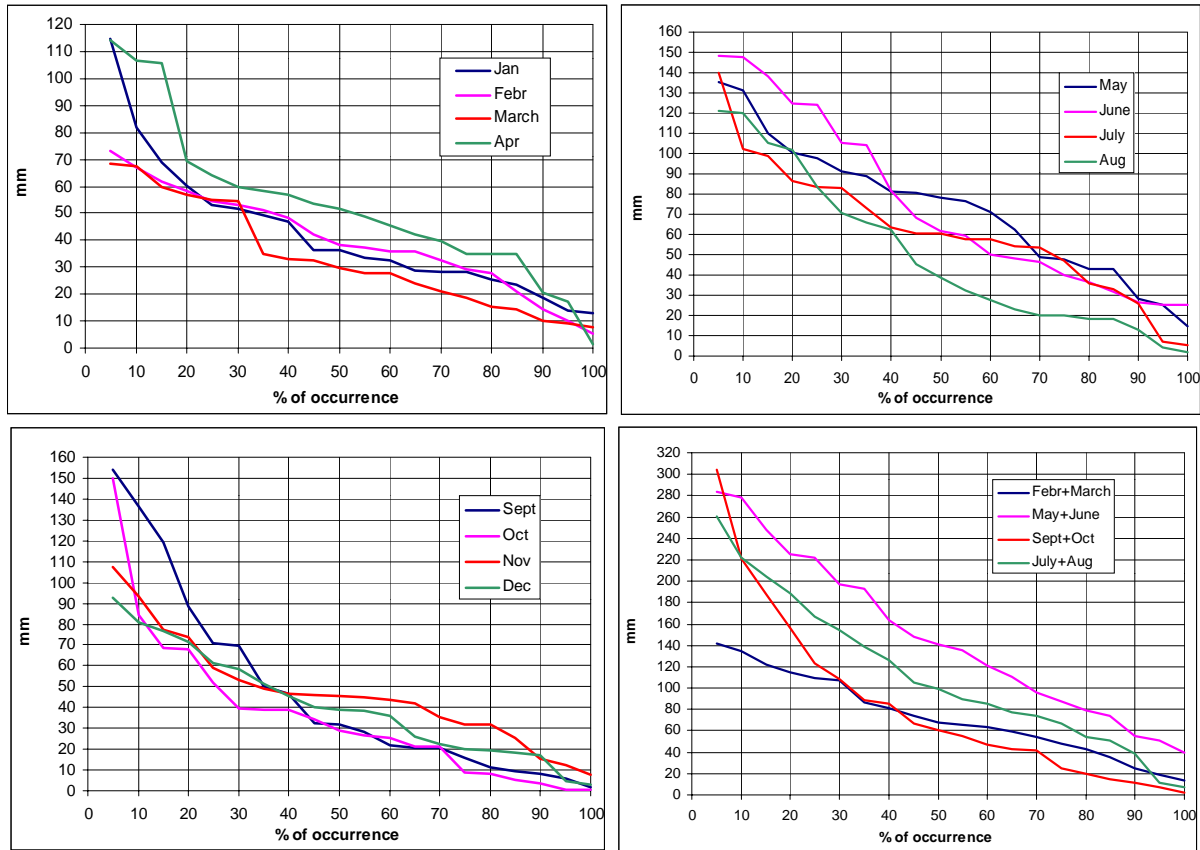 120
110
100
90
80
70
60
50
40
30
20
10
0
mm
Jan
Febr
March
Apr
0 10 20 30 40 50 60 70 80 90 100
% of occurrence
160
150
140
130
120
110
100
90
80
70
60
50
40
30
20
10
0
mm
May
June
July
Aug
0 10 20 30 40 50 60 70 80 90 100
% of occurrence
160
150
140
130
120
110
100
90
80
70
60
50
40
30
20
10
0
mm
Sept
Oct
Nov
Dec
0 10 20 30 40 50 60 70 80 90 100
% of occurrence
320
300
280
260
240
220
200
180
160
140
120
100
80
60
40
20
0
mm
Febr+March
May+June
Sept+Oct
July+Aug
0 10 20 30 40 50 60 70 80 90 100
% of occurrence